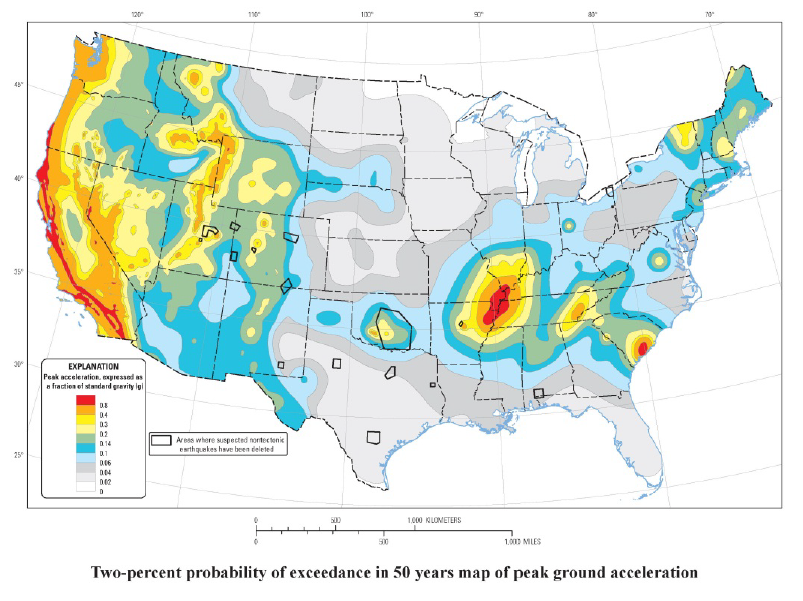 120°
110°
100°
90°
80°
70°
45°
40°
35°
30°
25°
EXPLANATION
Peak acceleration, expressed as
a fraction of standard gravity (g)
0.8
0.4
0.3
0.2
0.14
0.1
0.06
0.04
0.02
0
Areas where suspected nontectonic
earthquakes have been deleted
0 500 1,000 KILOMETERS
0 500 1,000 MILES
Two-percent probability of exceedance in 50 years map of peak ground acceleration